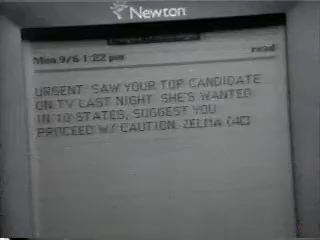 Newton
Mon 9/6 1:22 pm read
URGENT: SAW YOUR TOP CANDIDATE
ON TV LAST NIGHT. SHE'S WANTED
IN 10 STATES, SUGGEST YOU
PROCEED W/ CAUTION. ZELMA